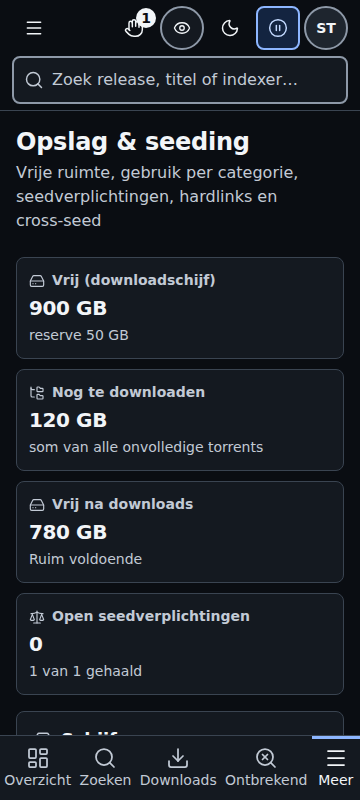 1
ST
Zoek release, titel of indexer…
Opslag & seeding
Vrije ruimte, gebruik per categorie,
seedverplichtingen, hardlinks en
cross-seed
Vrij (downloadschijf)
900 GB
reserve 50 GB
Nog te downloaden
120 GB
som van alle onvolledige torrents
Vrij na downloads
780 GB
Ruim voldoende
Open seedverplichtingen
0
1 van 1 gehaald
Overzicht Zoeken Downloads Ontbrekend Meer